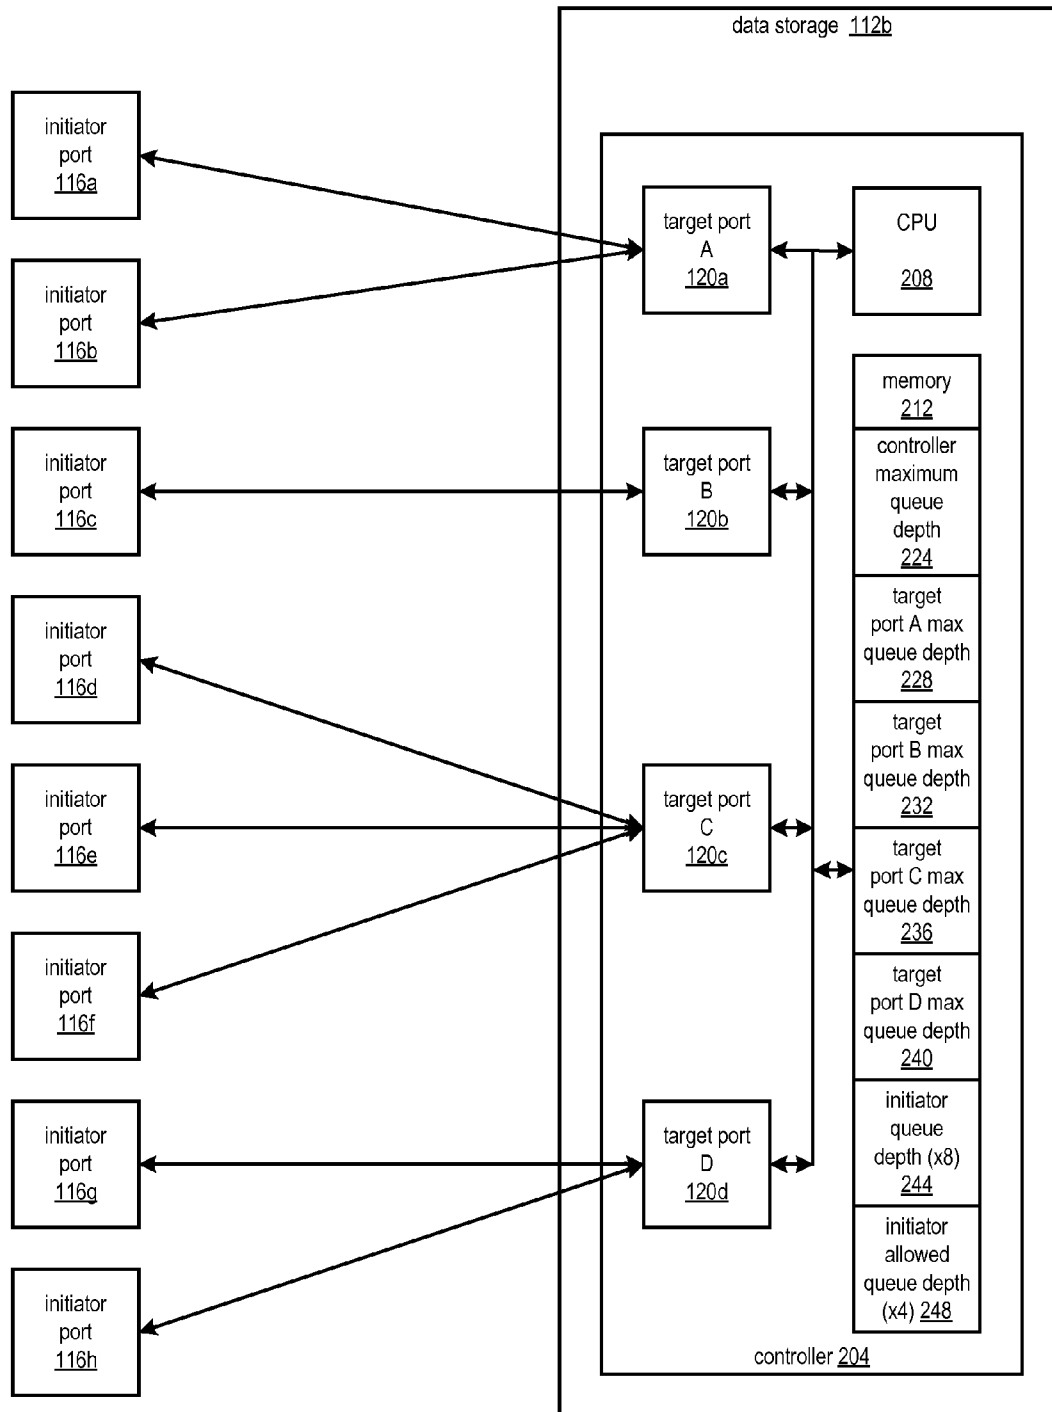 data storage 112b
initiator
port
116a
initiator
port
116b
initiator
port
116c
initiator
port
116d
initiator
port
116e
initiator
port
116f
initiator
port
116g
initiator
port
116h
target port
A
120a
target port
B
120b
target port
C
120c
target port
D
120d
CPU
208
memory
212
controller
maximum
queue
depth
224
target
port A max
queue depth
228
target
port B max
queue depth
232
target
port C max
queue depth
236
target
port D max
queue depth
240
initiator
queue
depth (x8)
244
initiator
allowed
queue depth
(x4) 248
controller 204